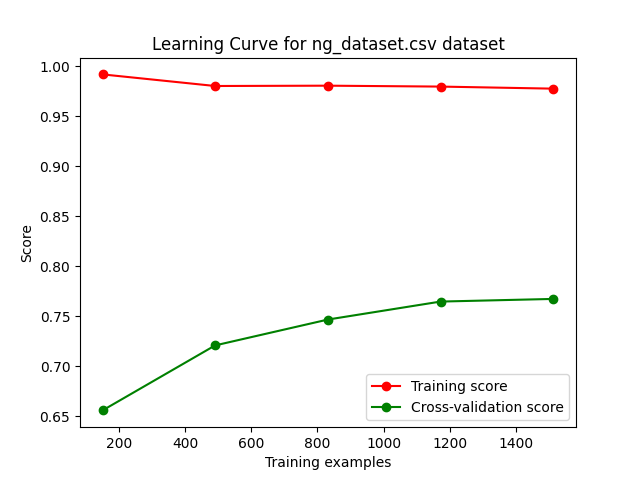 Learning Curve for ng_dataset.csv dataset
1.00
0.95
0.90
0.85
0.80
0.75
0.70
0.65
Score
200 400 600 800 1000 1200 1400
Training examples
Training score
Cross-validation score